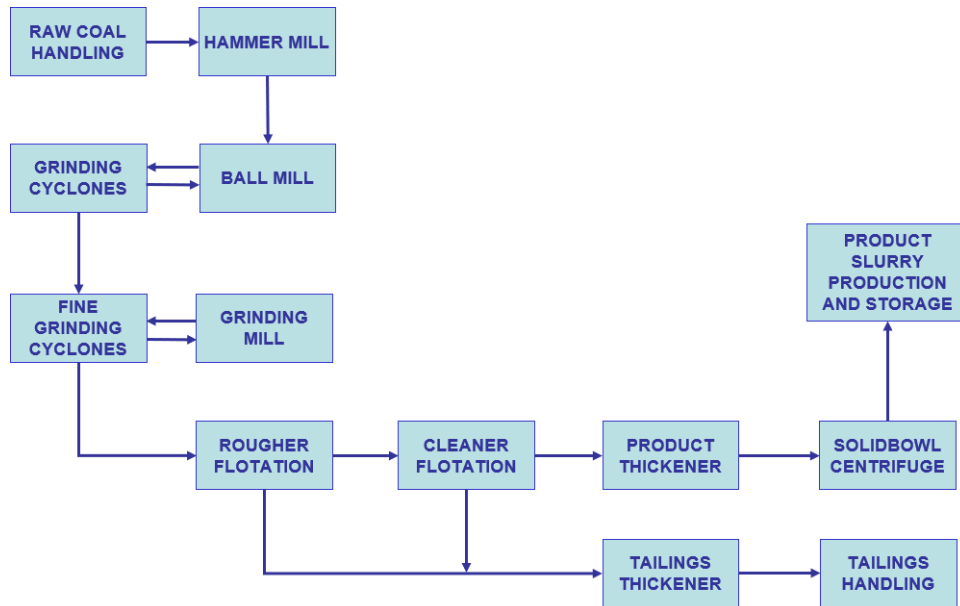 RAW COAL
HANDLING
HAMMER MILL
GRINDING
CYCLONES
BALL MILL
PRODUCT
SLURRY
PRODUCTION
AND STORAGE
FINE
GRINDING
CYCLONES
GRINDING
MILL
ROUGHER
FLOTATION
CLEANER
FLOTATION
PRODUCT
THICKENER
SOLIDBOWL
CENTRIFUGE
TAILINGS
THICKENER
TAILINGS
HANDLING